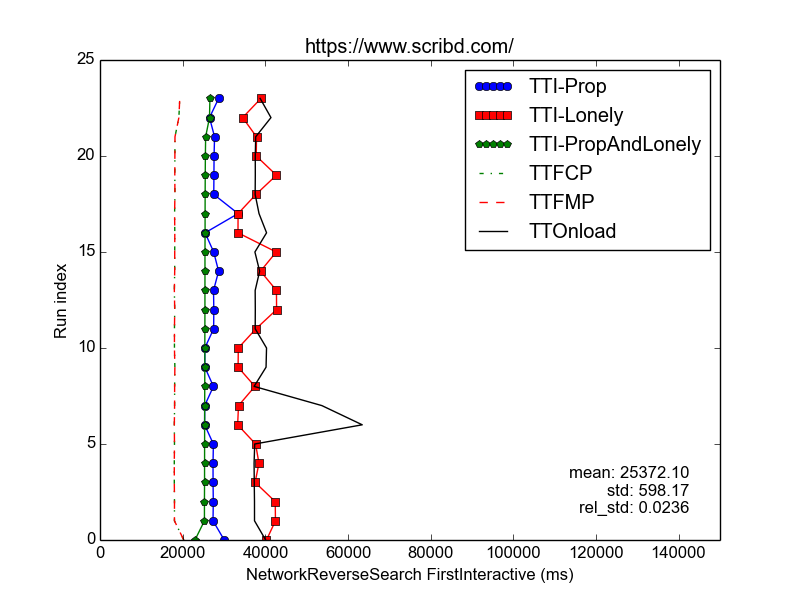 https://www.scribd.com/
25
20
15
10
5
0
Run index
TTI-Prop
TTI-Lonely
TTI-PropAndLonely
TTFCP
TTFMP
TTOnload
mean: 25372.10
std: 598.17
rel_std: 0.0236
0 20000 40000 60000 80000 100000 120000 140000
NetworkReverseSearch FirstInteractive (ms)